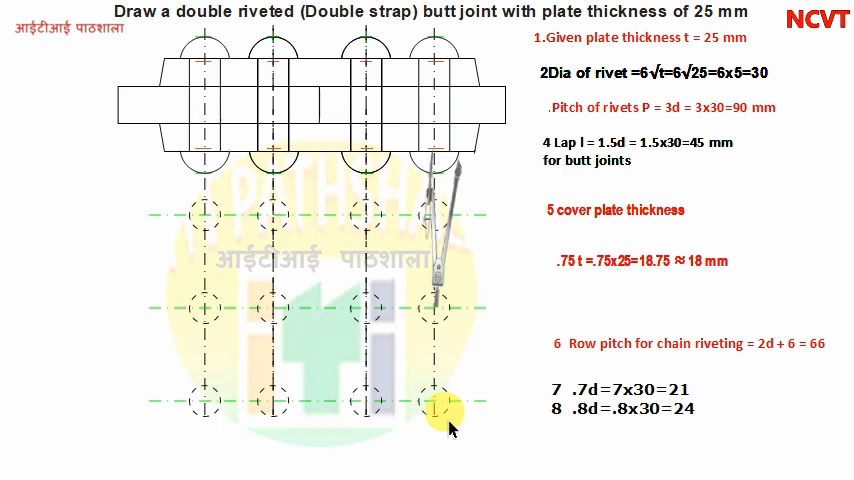 Draw a double riveted (Double strap) butt joint with plate thickness of 25 mm
आईटीआई पाठशाला
NCVT
1.Given plate thickness t = 25 mm
2Dia of rivet =6√t=6√25=6x5=30
.Pitch of rivets P = 3d = 3x30=90 mm
4 Lap l = 1.5d = 1.5x30=45 mm
for butt joints
5 cover plate thickness
.75 t =.75x25=18.75 ≈ 18 mm
6 Row pitch for chain riveting = 2d + 6 = 66
7 .7d=7x30=21
8 .8d=.8x30=24
ITI PATHSHALA
आईटीआई पाठशाला
iti